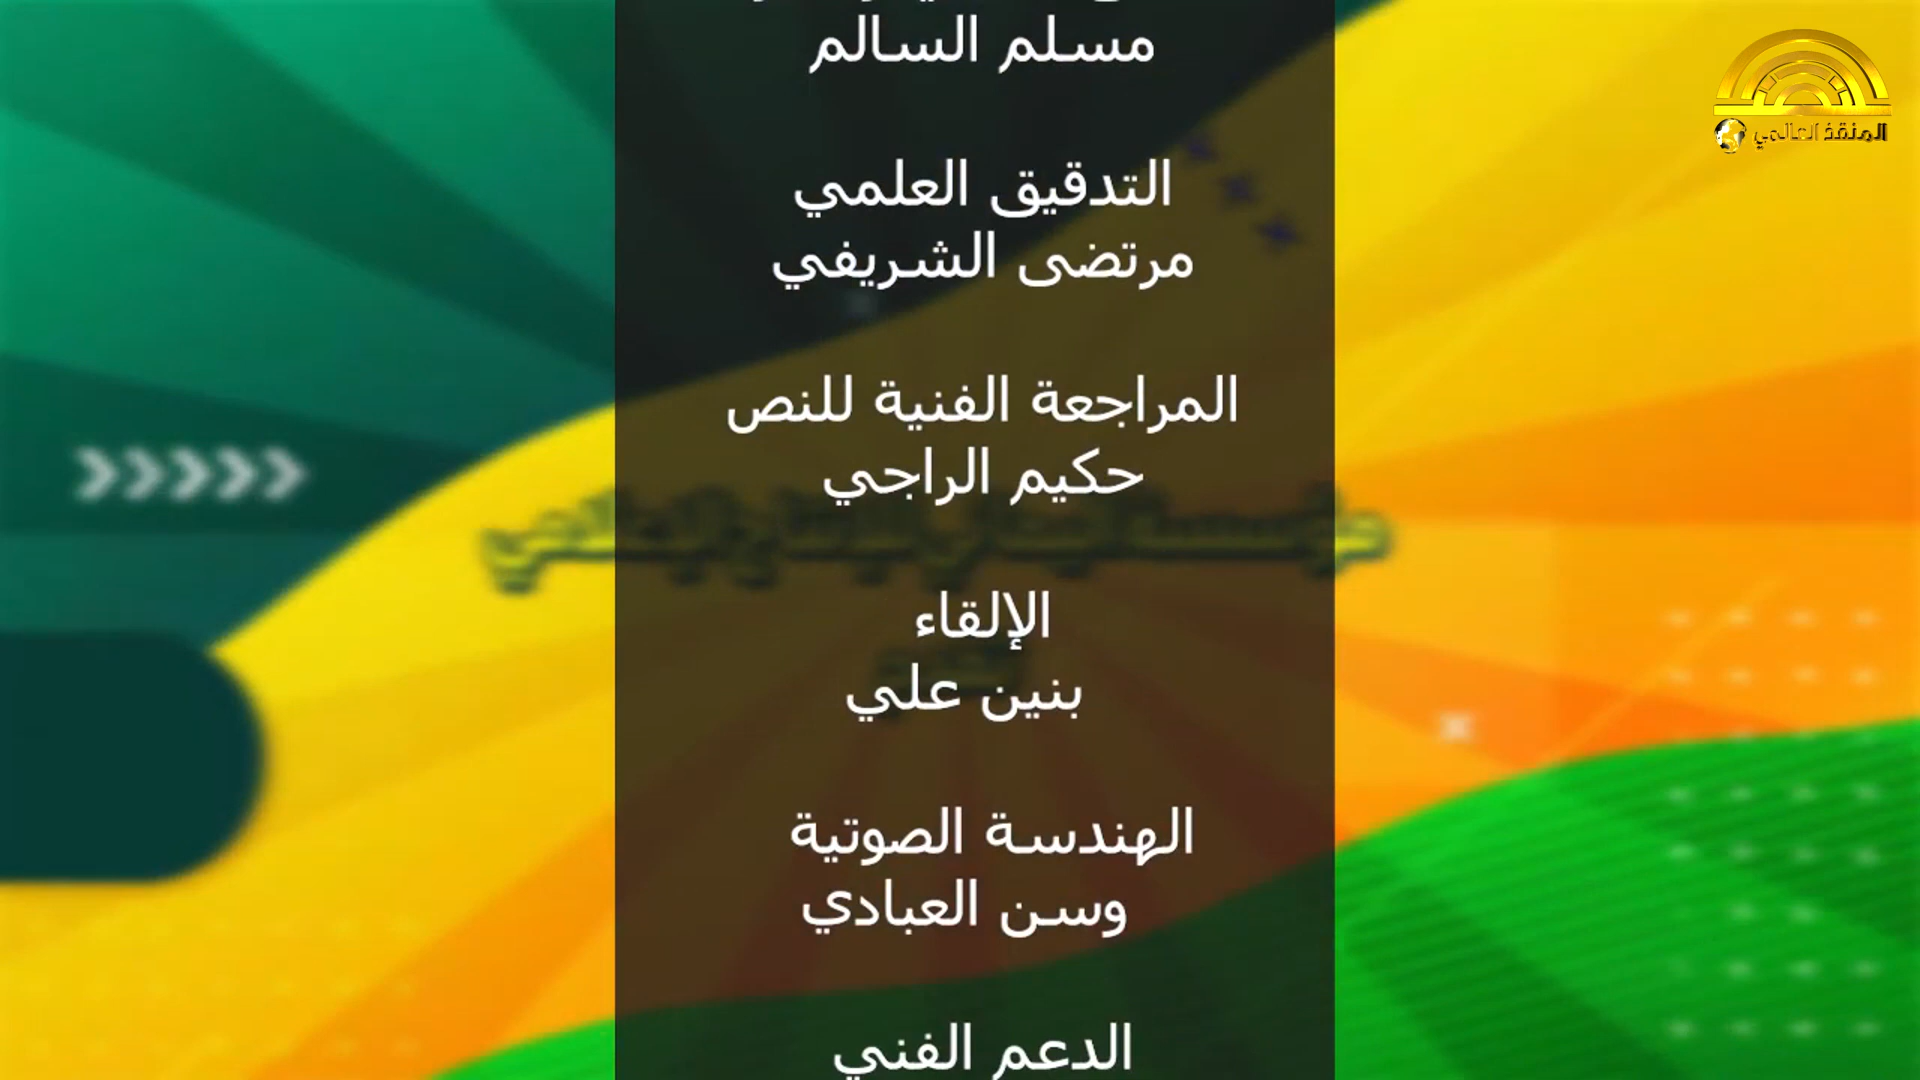 مسلم السالم
التدقيق العلمي
مرتضى الشريفي
المراجعة الفنية للنص
حكيم الراجي
الإلقاء
بنين علي
الهندسة الصوتية
وسن العبادي
الدعم الفني
المنقذ العالمي